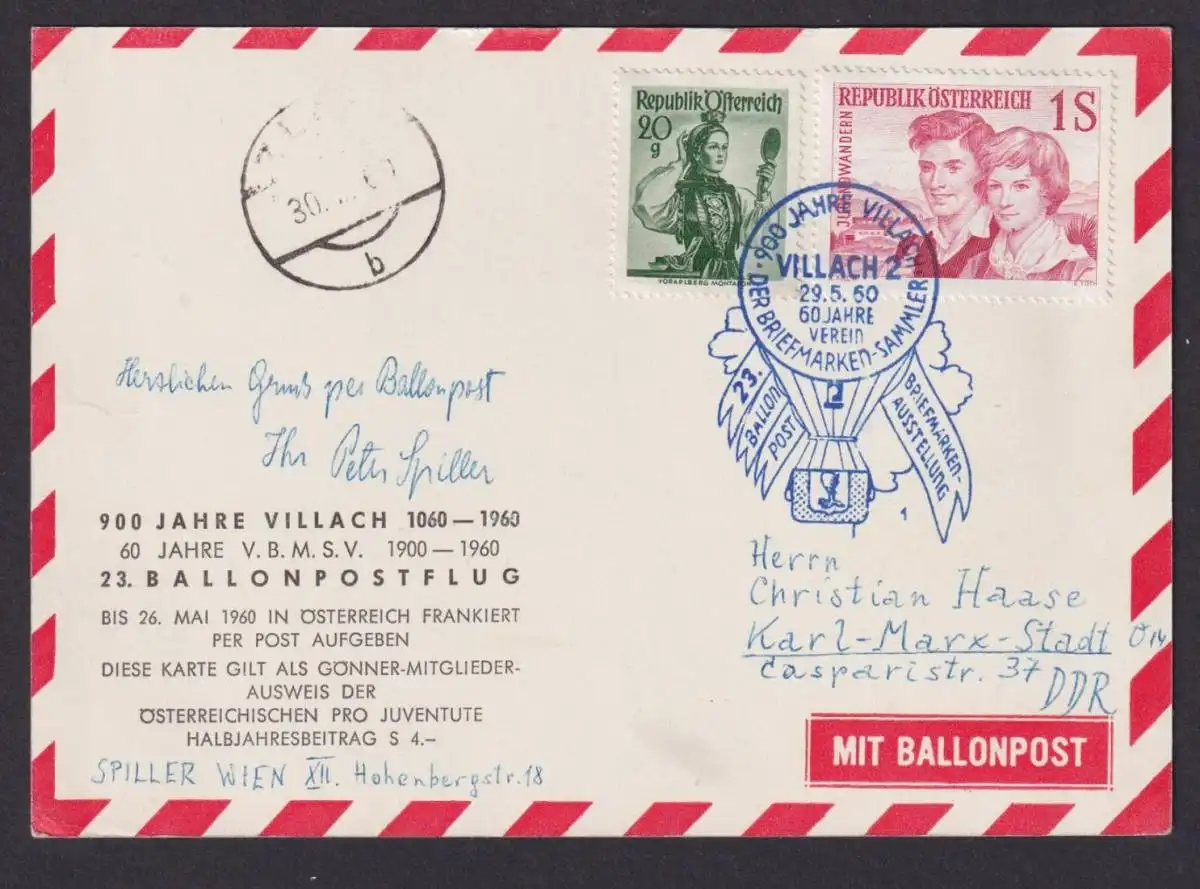 Republik Österreich
20
g
VORARLBERG MONTAFON
REPUBLIK ÖSTERREICH
1S
JUGENDWANDERN
30.
b
· 900 JAHRE VILLACH ·
VILLACH 2
29.5.60
60 JAHRE
VEREIN
DER BRIEFMARKEN-SAMMLER
23.
BALLON
POST
BRIEFMARKEN-
AUSSTELLUNG
1
Herzlichen Gruß per Ballonpost
Ihr Peter Spiller
900 JAHRE VILLACH 1060 — 1960
60 JAHRE V. B. M. S. V. 1900 — 1960
23. BALLONPOSTFLUG
BIS 26. MAI 1960 IN ÖSTERREICH FRANKIERT
PER POST AUFGEBEN
DIESE KARTE GILT ALS GÖNNER-MITGLIEDER-
AUSWEIS DER
ÖSTERREICHISCHEN PRO JUVENTUTE
HALBJAHRESBEITRAG S 4.–
SPILLER WIEN XII. Hohenbergstr. 18
Herrn
Christian Haase
Karl-Marx-Stadt
Casparistr. 37
DDR
MIT BALLONPOST